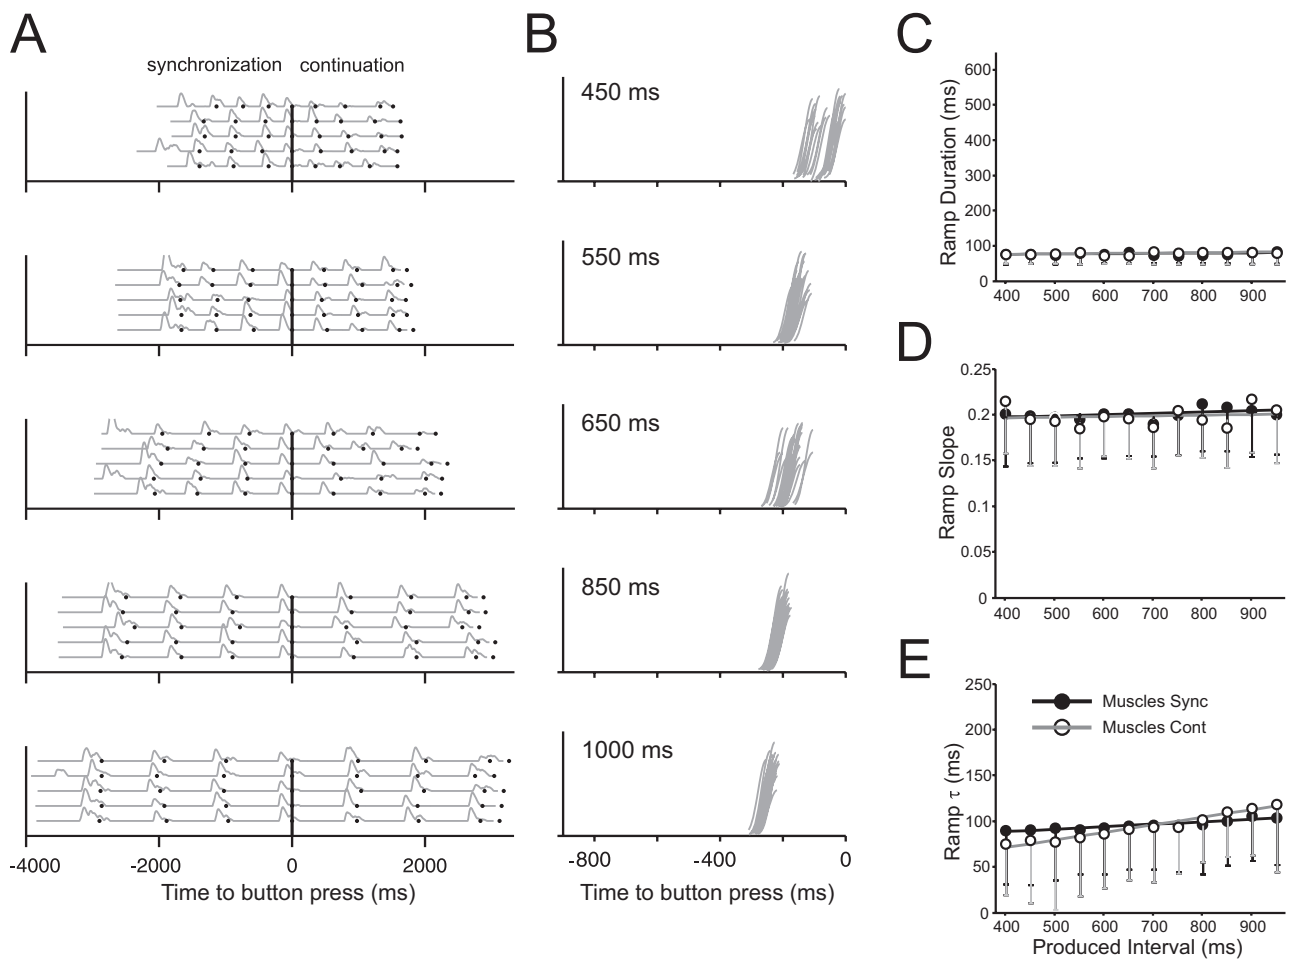 A
synchronization continuation
-4000 -2000 0 2000
Time to button press (ms)
B
450 ms
550 ms
650 ms
850 ms
1000 ms
-800 -400 0
Time to button press (ms)
C
Ramp Duration (ms)
600
500
400
300
200
100
0
400 500 600 700 800 900
D
Ramp Slope
0.25
0.2
0.15
0.1
0.05
0
400 500 600 700 800 900
E
Ramp τ (ms)
250
200
150
100
50
0
Muscles Sync
Muscles Cont
400 500 600 700 800 900
Produced Interval (ms)